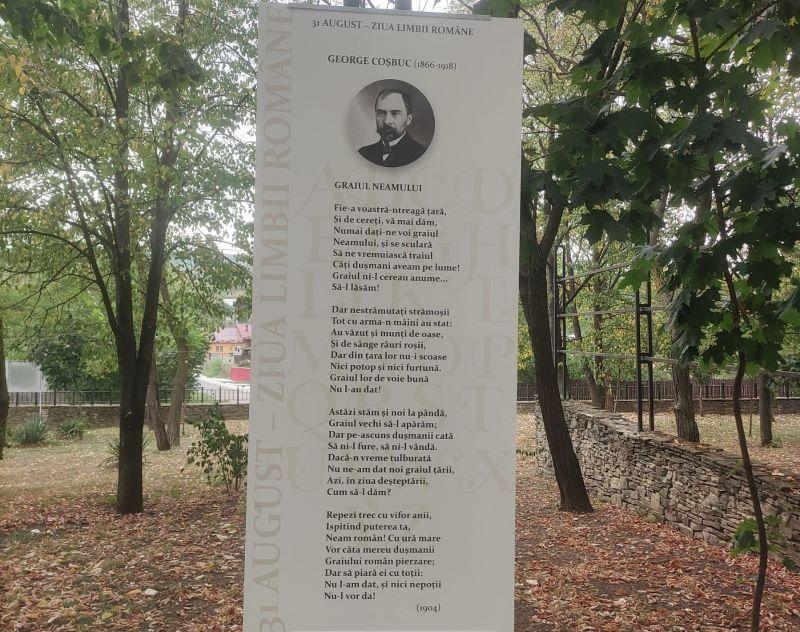 31 AUGUST – ZIUA LIMBII ROMÂNE
GEORGE COȘBUC (1866-1918)
GRAIUL NEAMULUI
Fie-a voastră-ntreagă țară,
Și de cereți, vă mai dăm,
Numai dați-ne voi graiul
Neamului, și se sculară
Să ne vremuiască traiul
Câți dușmani aveam pe lume!
Graiul ni-l cereau anume...
Să-l lăsăm!
Dar nestrămutați strămoșii
Tot cu arma-n mâini au stat:
Au văzut și munți de oase,
Și de sânge râuri roșii,
Dar din țara lor nu-i scoase
Nici potop și nici furtună.
Graiul lor de voie bună
Nu l-au dat!
Astăzi stăm și noi la pândă,
Graiul vechi să-l apărăm;
Dar pe-ascuns dușmanii cată
Să ni-l fure, să ni-l vândă.
Dacă-n vreme tulburată
Nu ne-am dat noi graiul țării,
Azi, în ziua deșteptării,
Cum să-l dăm?
Repezi trec cu vifor anii,
Ispitind puterea ta,
Neam român! Cu ură mare
Vor căta mereu dușmanii
Graiului român pierzare;
Dar să piară ei cu toții:
Nu l-am dat, și nici nepoții
Nu-l vor da!
(1904)
31 AUGUST – ZIUA LIMBII ROMÂNE